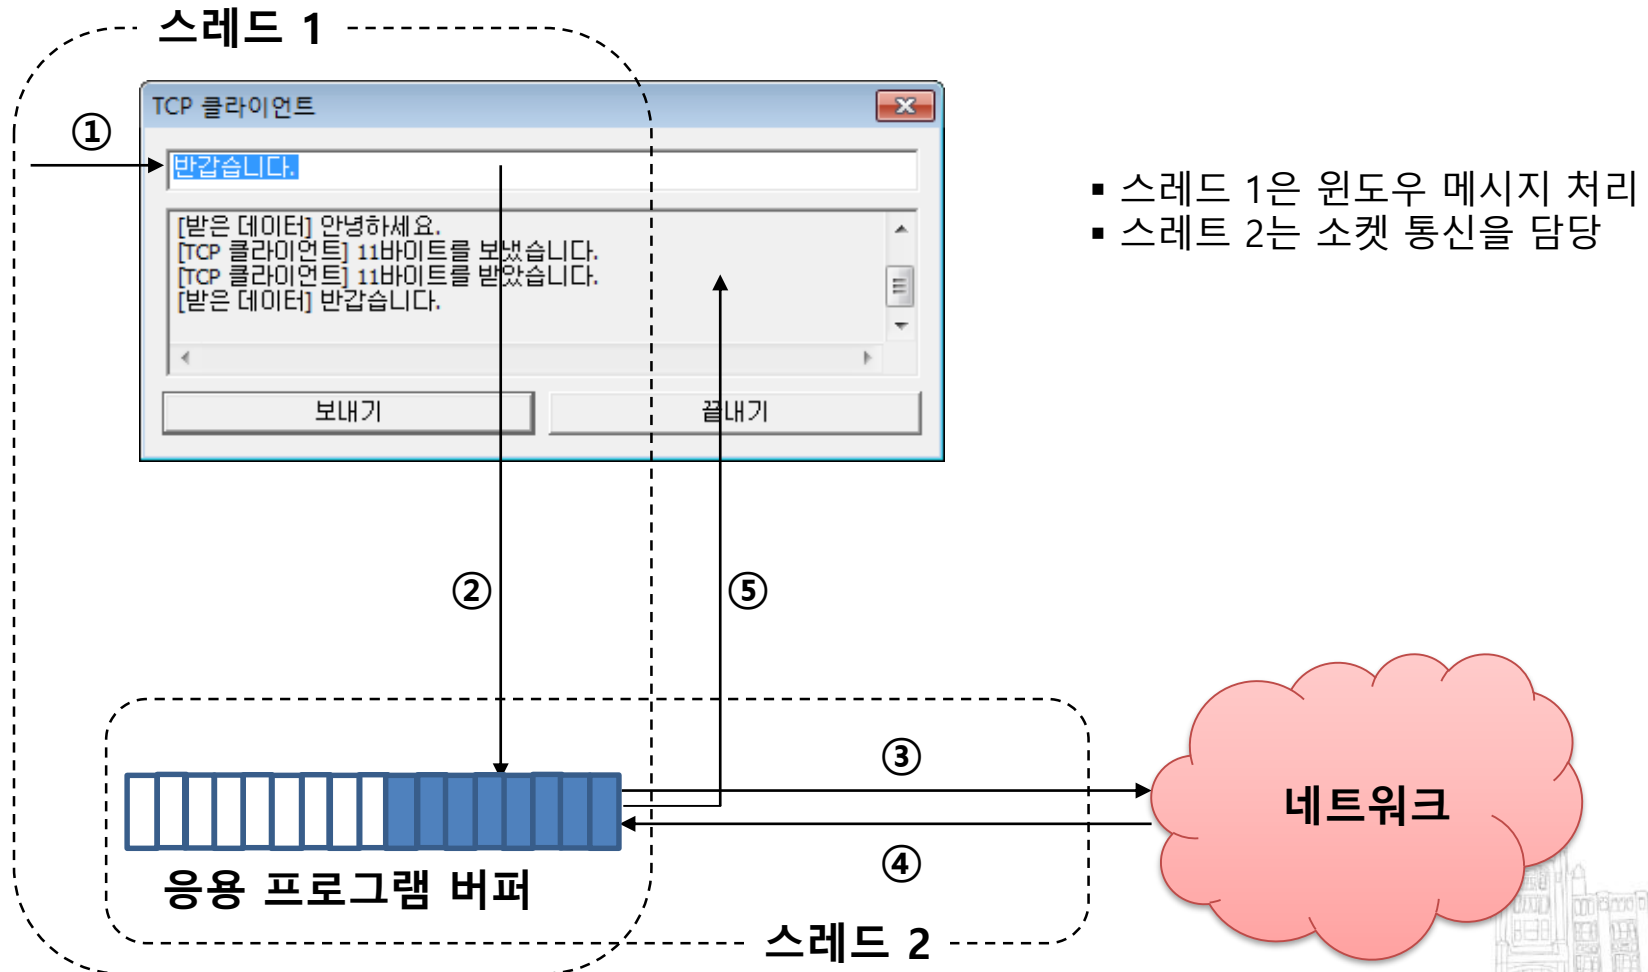 스레드 1
TCP 클라이언트
①
반갑습니다.
▪ 스레드 1은 윈도우 메시지 처리
▪ 스레트 2는 소켓 통신을 담당
[받은 데이터] 안녕하세요.
[TCP 클라이언트] 11바이트를 보냈습니다.
[TCP 클라이언트] 11바이트를 받았습니다.
[받은 데이터] 반갑습니다.
보내기
끝내기
②
⑤
③
네트워크
④
응용 프로그램 버퍼
스레드 2